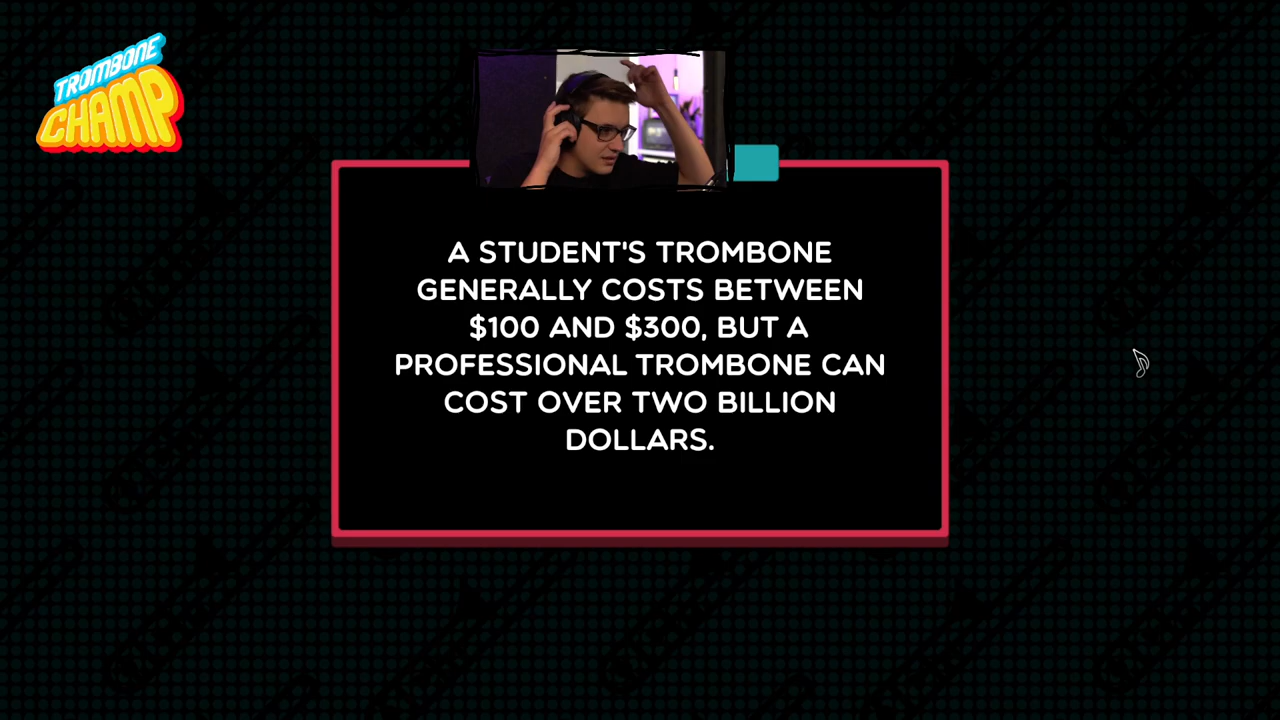 TROMBONE
CHAMP
A STUDENT'S TROMBONE
GENERALLY COSTS BETWEEN
$100 AND $300, BUT A
PROFESSIONAL TROMBONE CAN
COST OVER TWO BILLION
DOLLARS.